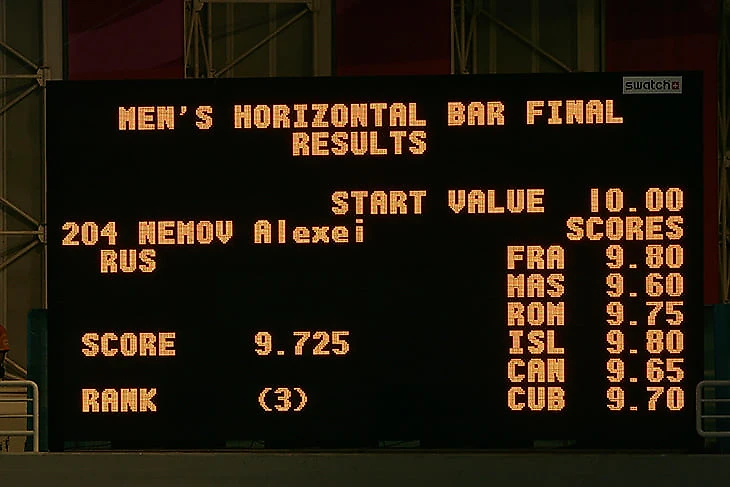 swatch
MEN'S HORIZONTAL BAR FINAL
RESULTS
START VALUE 10.00
204 NEMOV Alexei SCORES
RUS FRA 9.80
MAS 9.60
ROM 9.75
SCORE 9.725 ISL 9.80
CAN 9.65
RANK (3) CUB 9.70